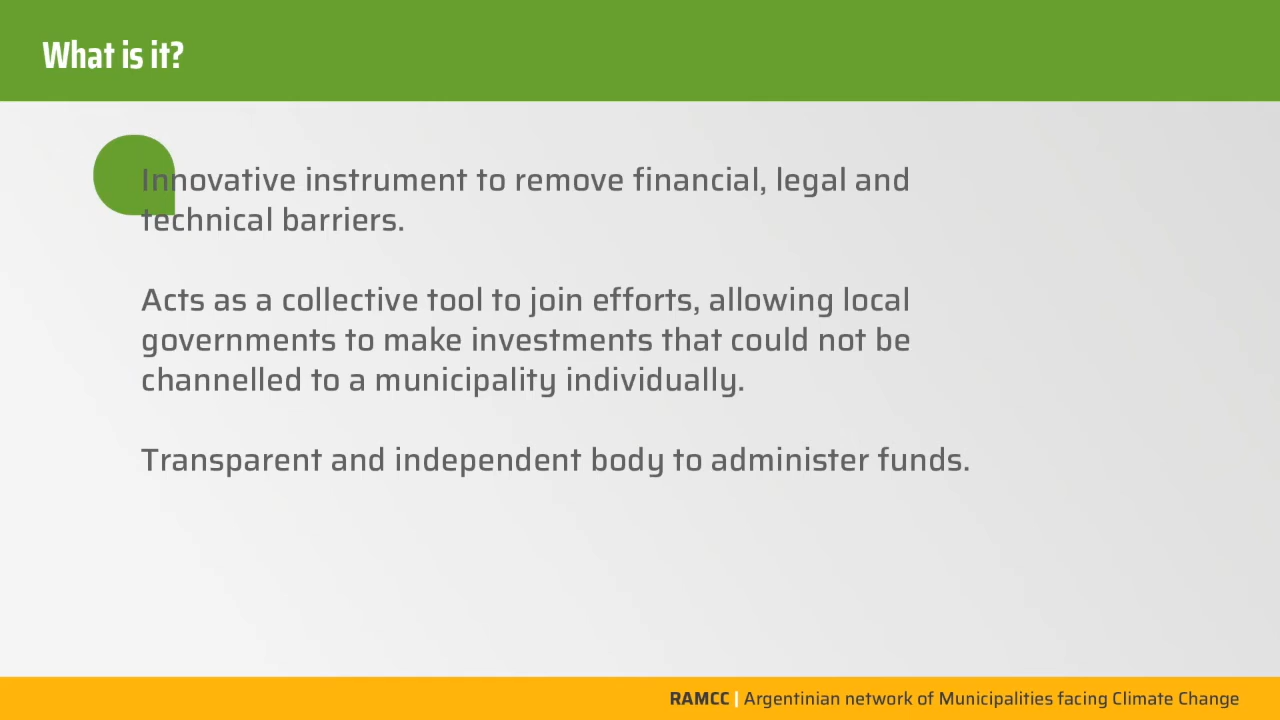 What is it?
Innovative instrument to remove financial, legal and
technical barriers.
Acts as a collective tool to join efforts, allowing local
governments to make investments that could not be
channelled to a municipality individually.
Transparent and independent body to administer funds.
RAMCC | Argentinian network of Municipalities facing Climate Change